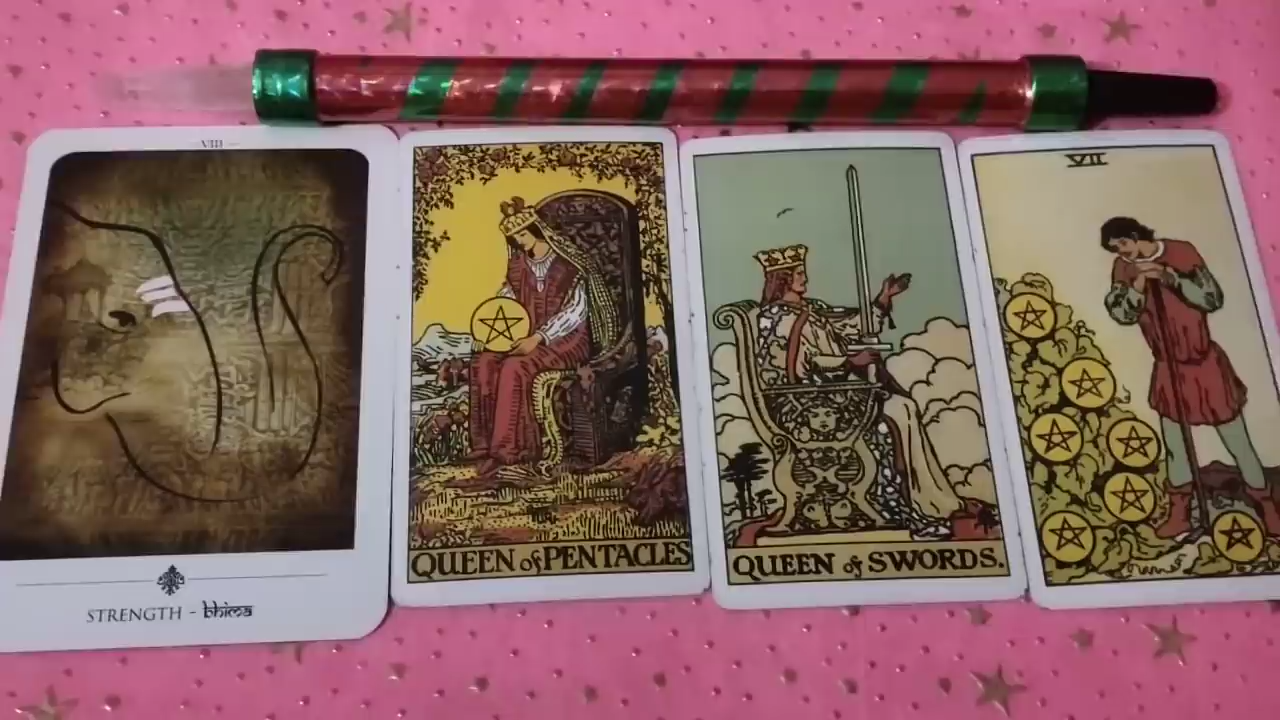 VIII
STRENGTH - bhima
QUEEN of PENTACLES
QUEEN of SWORDS.
VII